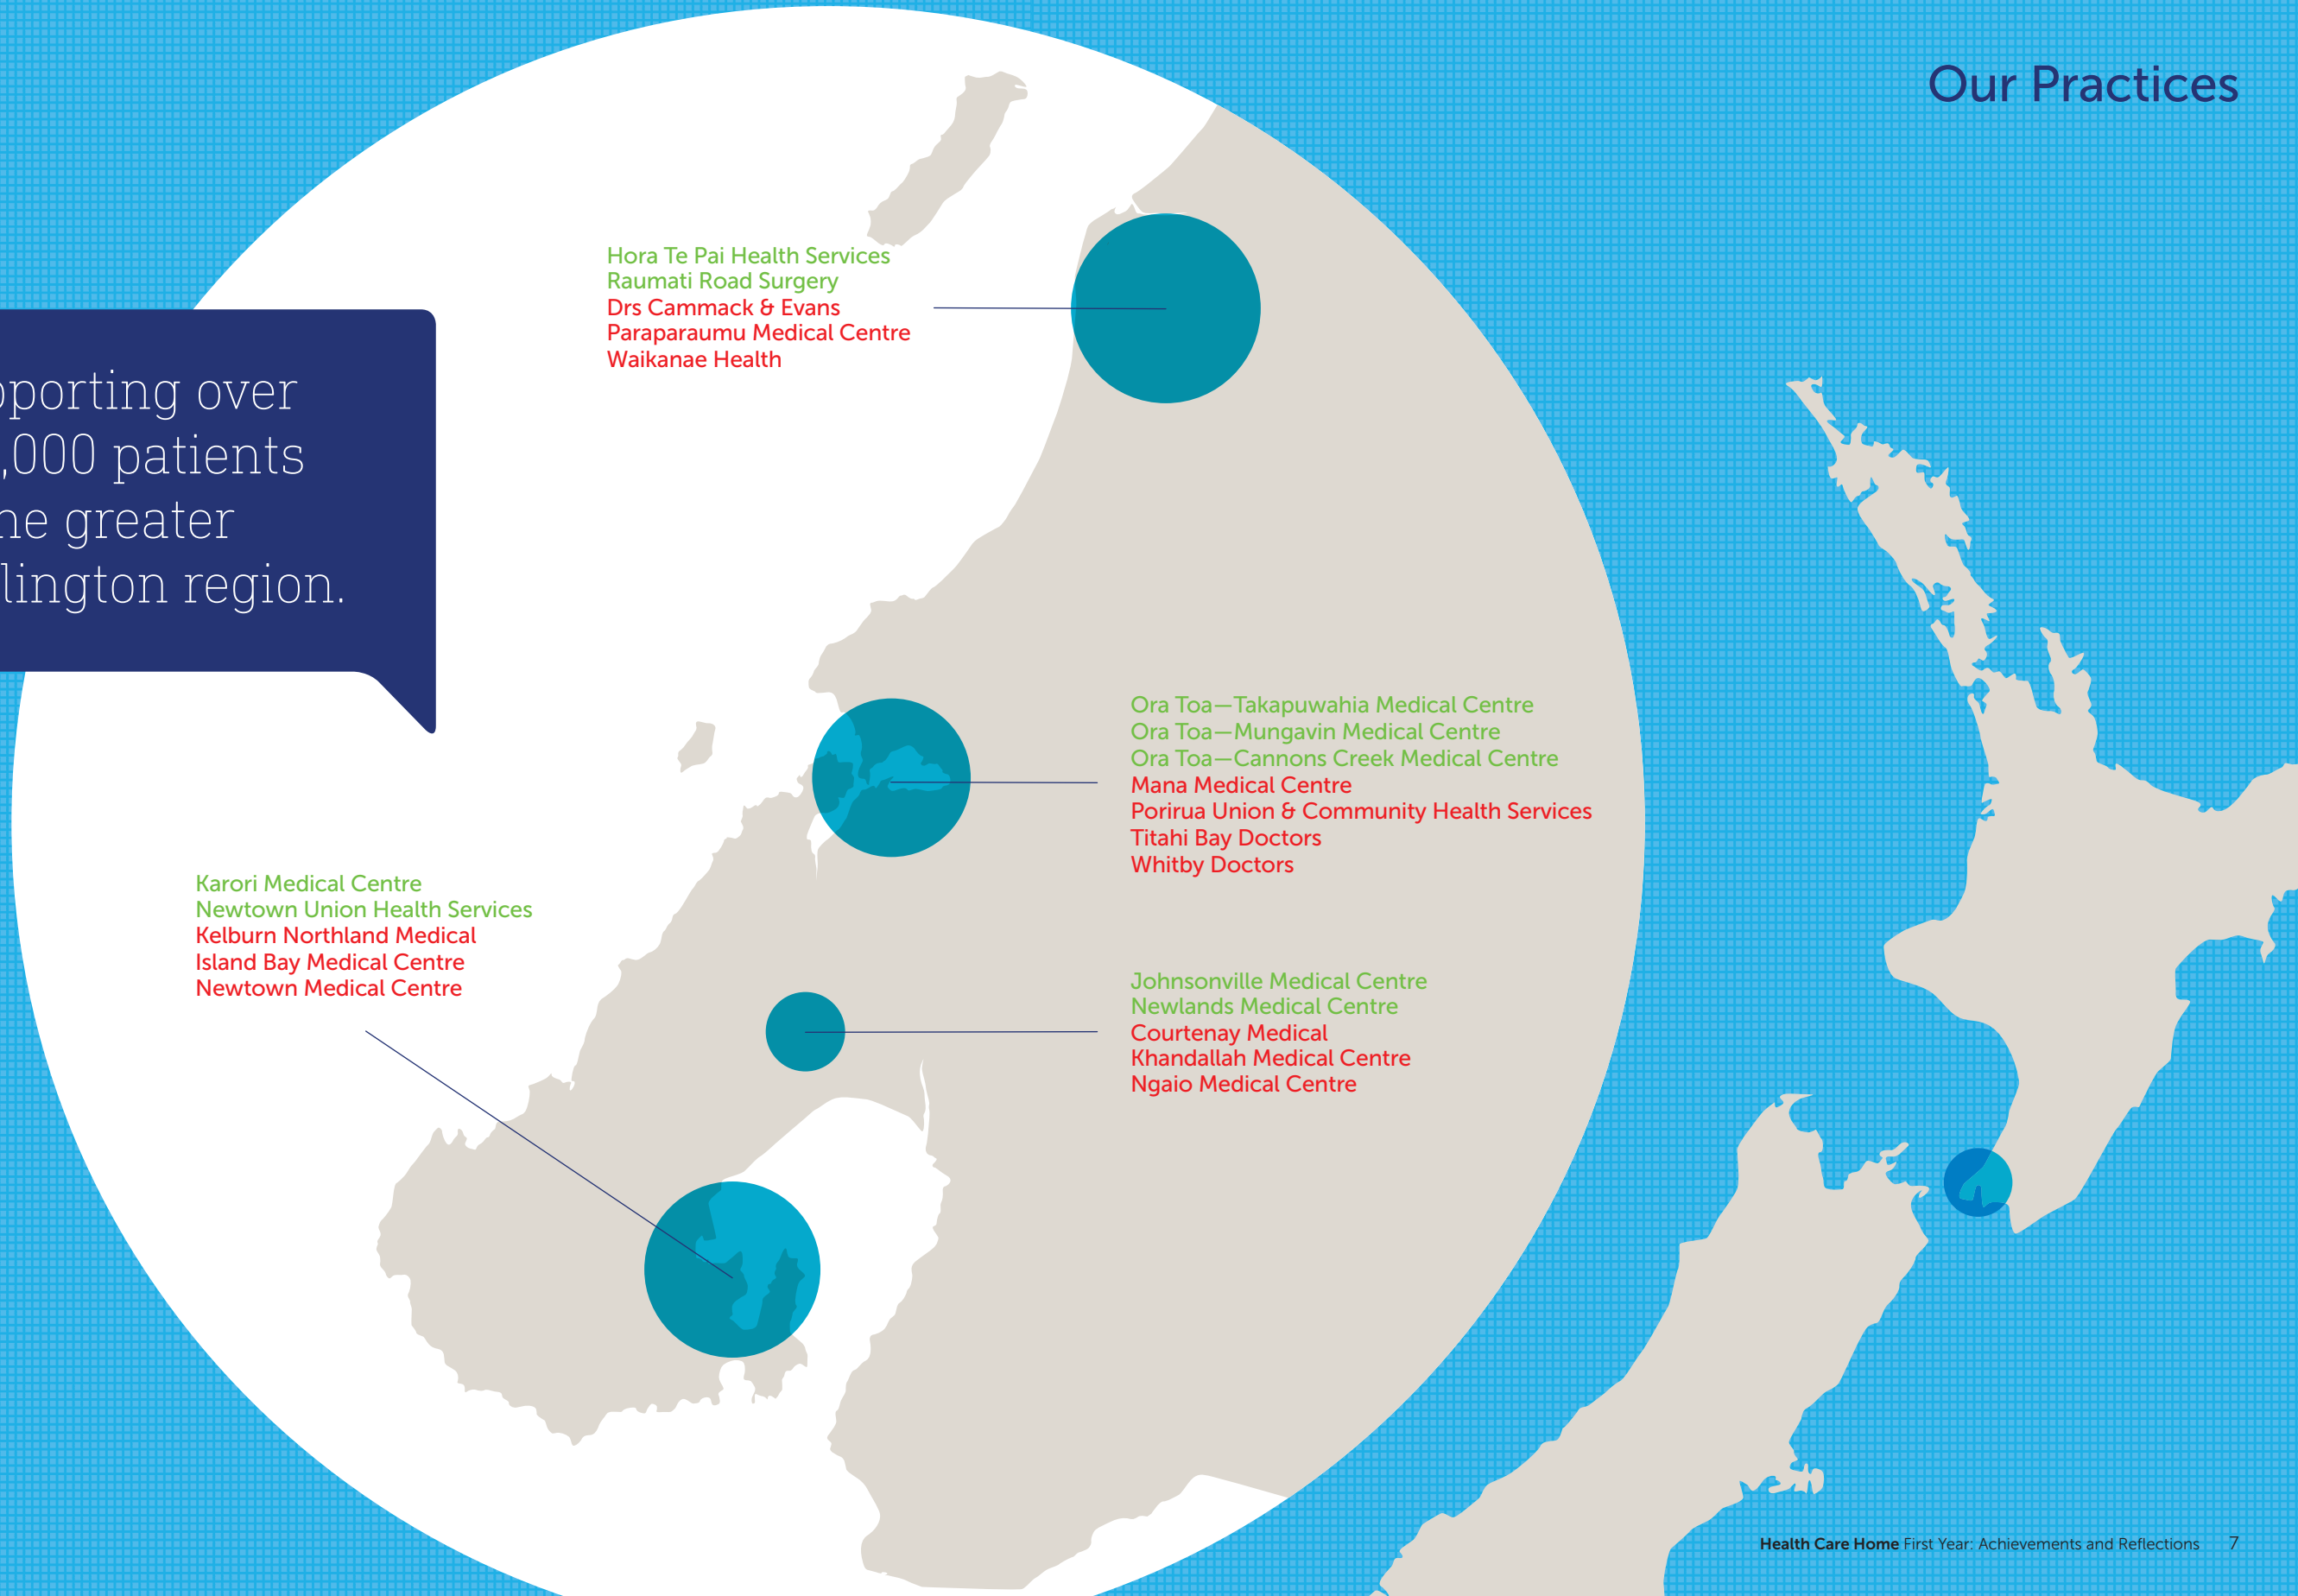 Our Practices
Hora Te Pai Health Services
Raumati Road Surgery
Drs Cammack & Evans
Paraparaumu Medical Centre
Waikanae Health
porting over
,000 patients
he greater
lington region.
Ora Toa—Takapuwahia Medical Centre
Ora Toa—Mungavin Medical Centre
Ora Toa—Cannons Creek Medical Centre
Mana Medical Centre
Porirua Union & Community Health Services
Titahi Bay Doctors
Whitby Doctors
Karori Medical Centre
Newtown Union Health Services
Kelburn Northland Medical
Island Bay Medical Centre
Newtown Medical Centre
Johnsonville Medical Centre
Newlands Medical Centre
Courtenay Medical
Khandallah Medical Centre
Ngaio Medical Centre
Health Care Home First Year: Achievements and Reflections 7